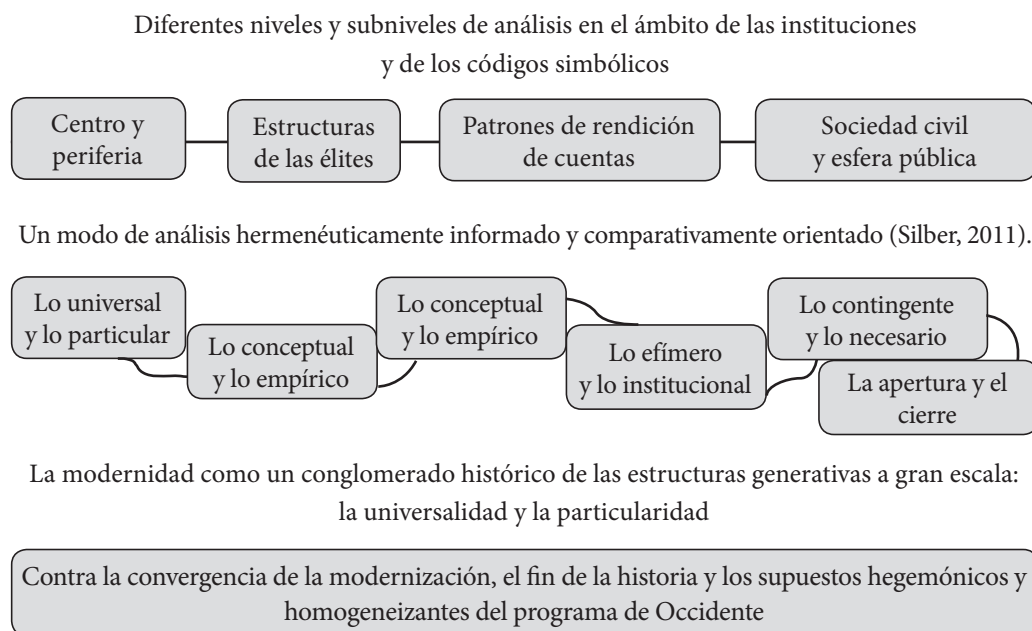 Diferentes niveles y subniveles de análisis en el ámbito de las instituciones
y de los códigos simbólicos
Centro y
periferia
Estructuras
de las élites
Patrones de rendición
de cuentas
Sociedad civil
y esfera pública
Un modo de análisis hermenéuticamente informado y comparativamente orientado (Silber, 2011).
Lo universal
y lo particular
Lo conceptual
y lo empírico
Lo conceptual
y lo empírico
Lo efímero
y lo institucional
Lo contingente
y lo necesario
La apertura y el
cierre
La modernidad como un conglomerado histórico de las estructuras generativas a gran escala:
la universalidad y la particularidad
Contra la convergencia de la modernización, el fin de la historia y los supuestos hegemónicos y
homogeneizantes del programa de Occidente